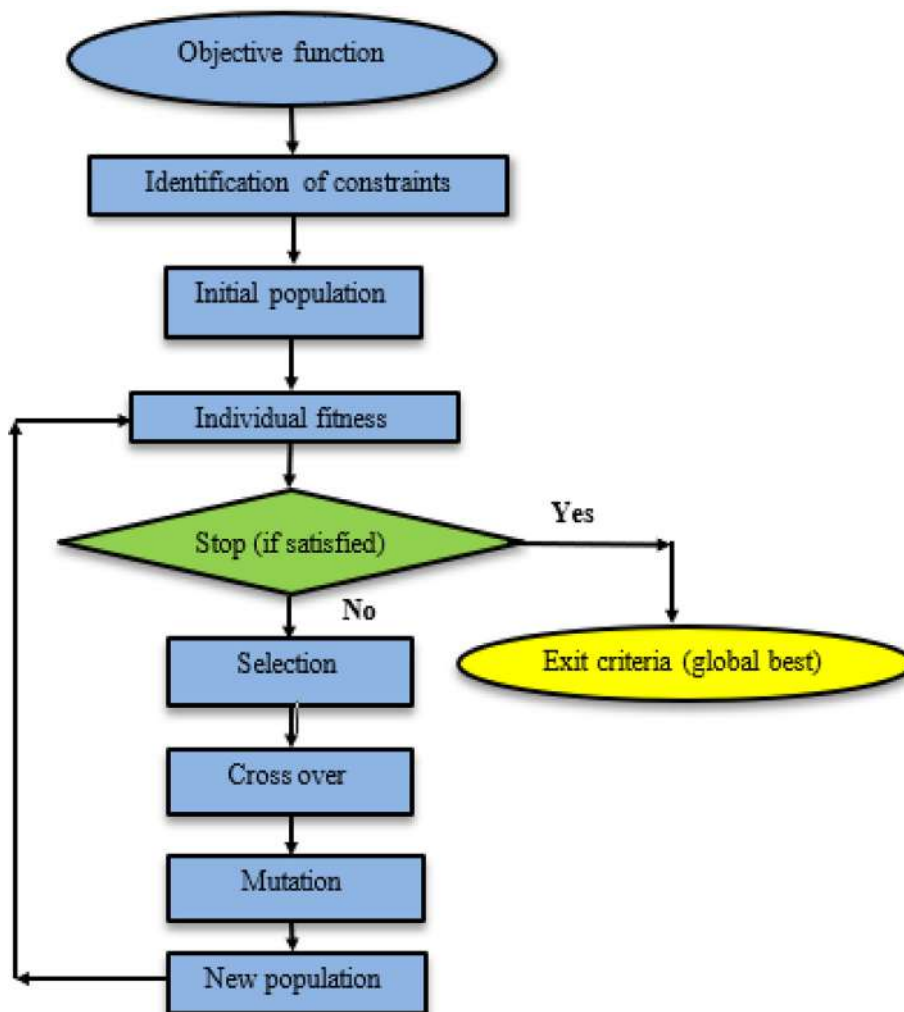 Objective function
Identification of constraints
Initial population
Individual fitness
Stop (if satisfied)
Yes
No
Selection
Exit criteria (global best)
Cross over
Mutation
New population